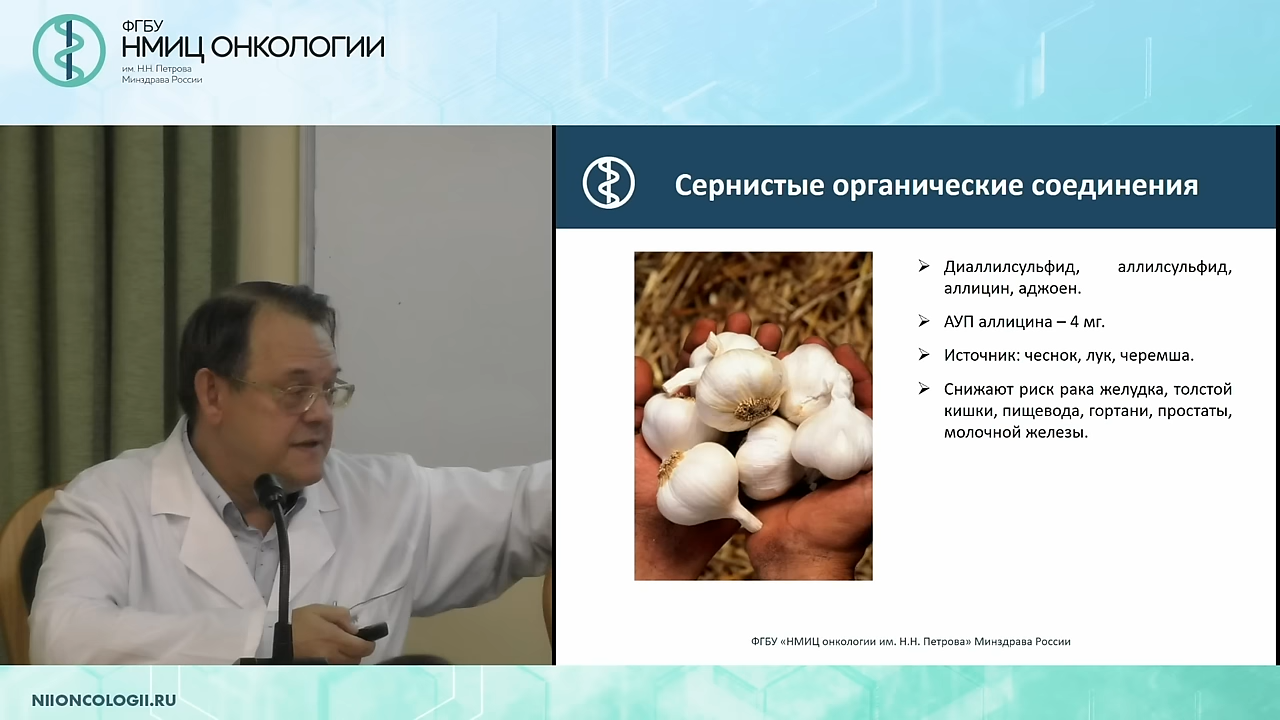 ФГБУ
НМИЦ ОНКОЛОГИИ
им. Н.Н. Петрова
Минздрава России
Сернистые органические соединения
Диаллилсульфид, аллилсульфид,
аллицин, аджоен.
АУП аллицина – 4 мг.
Источник: чеснок, лук, черемша.
Снижают риск рака желудка, толстой
кишки, пищевода, гортани, простаты,
молочной железы.
ФГБУ «НМИЦ онкологии им. Н.Н. Петрова» Минздрава России
NIIONCOLOGII.RU